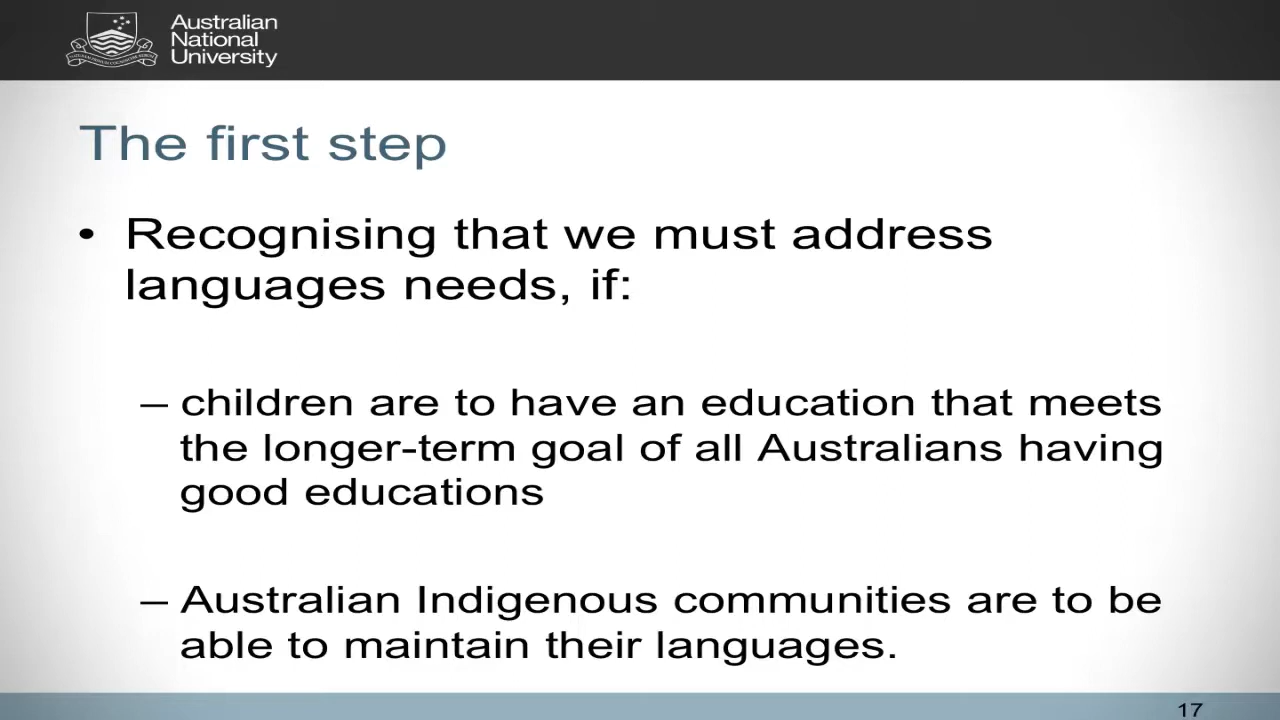 Australian
National
University
The first step
• Recognising that we must address
languages needs, if:
– children are to have an education that meets
the longer-term goal of all Australians having
good educations
– Australian Indigenous communities are to be
able to maintain their languages.
17